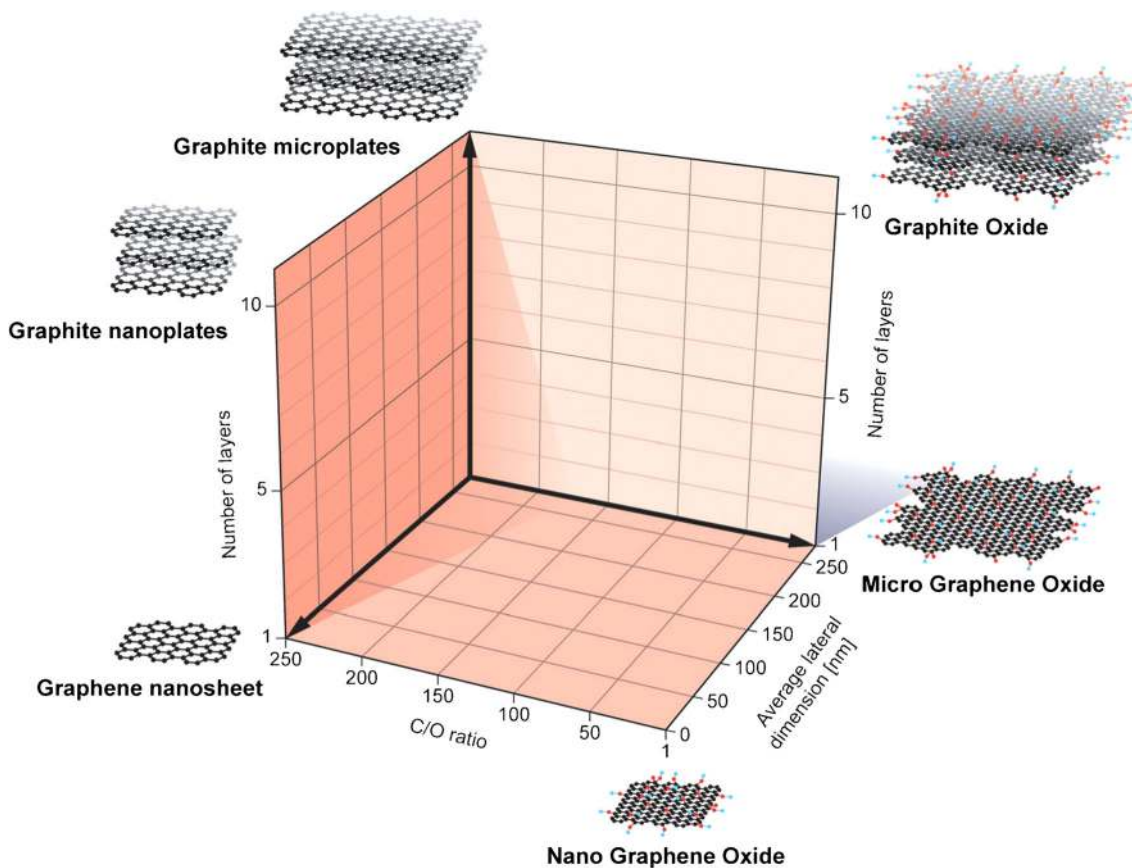 Graphite microplates
Graphite Oxide
Graphite nanoplates
10
5
1
Number of layers
10
5
1
Number of layers
Micro Graphene Oxide
Graphene nanosheet
250
200
150
100
50
1
C/O ratio
250
200
150
100
50
0
Average lateral
dimension [nm]
Nano Graphene Oxide